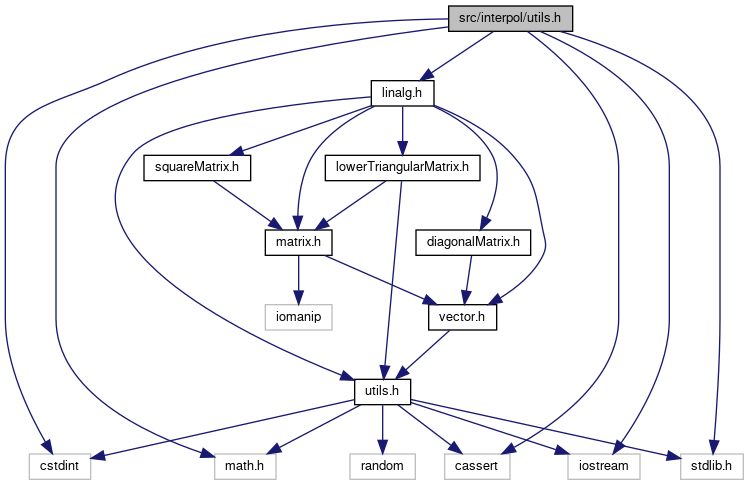 src/interpol/utils.h
linalg.h
squareMatrix.h
lowerTriangularMatrix.h
matrix.h
diagonalMatrix.h
iomanip
vector.h
utils.h
cstdint
math.h
random
cassert
iostream
stdlib.h